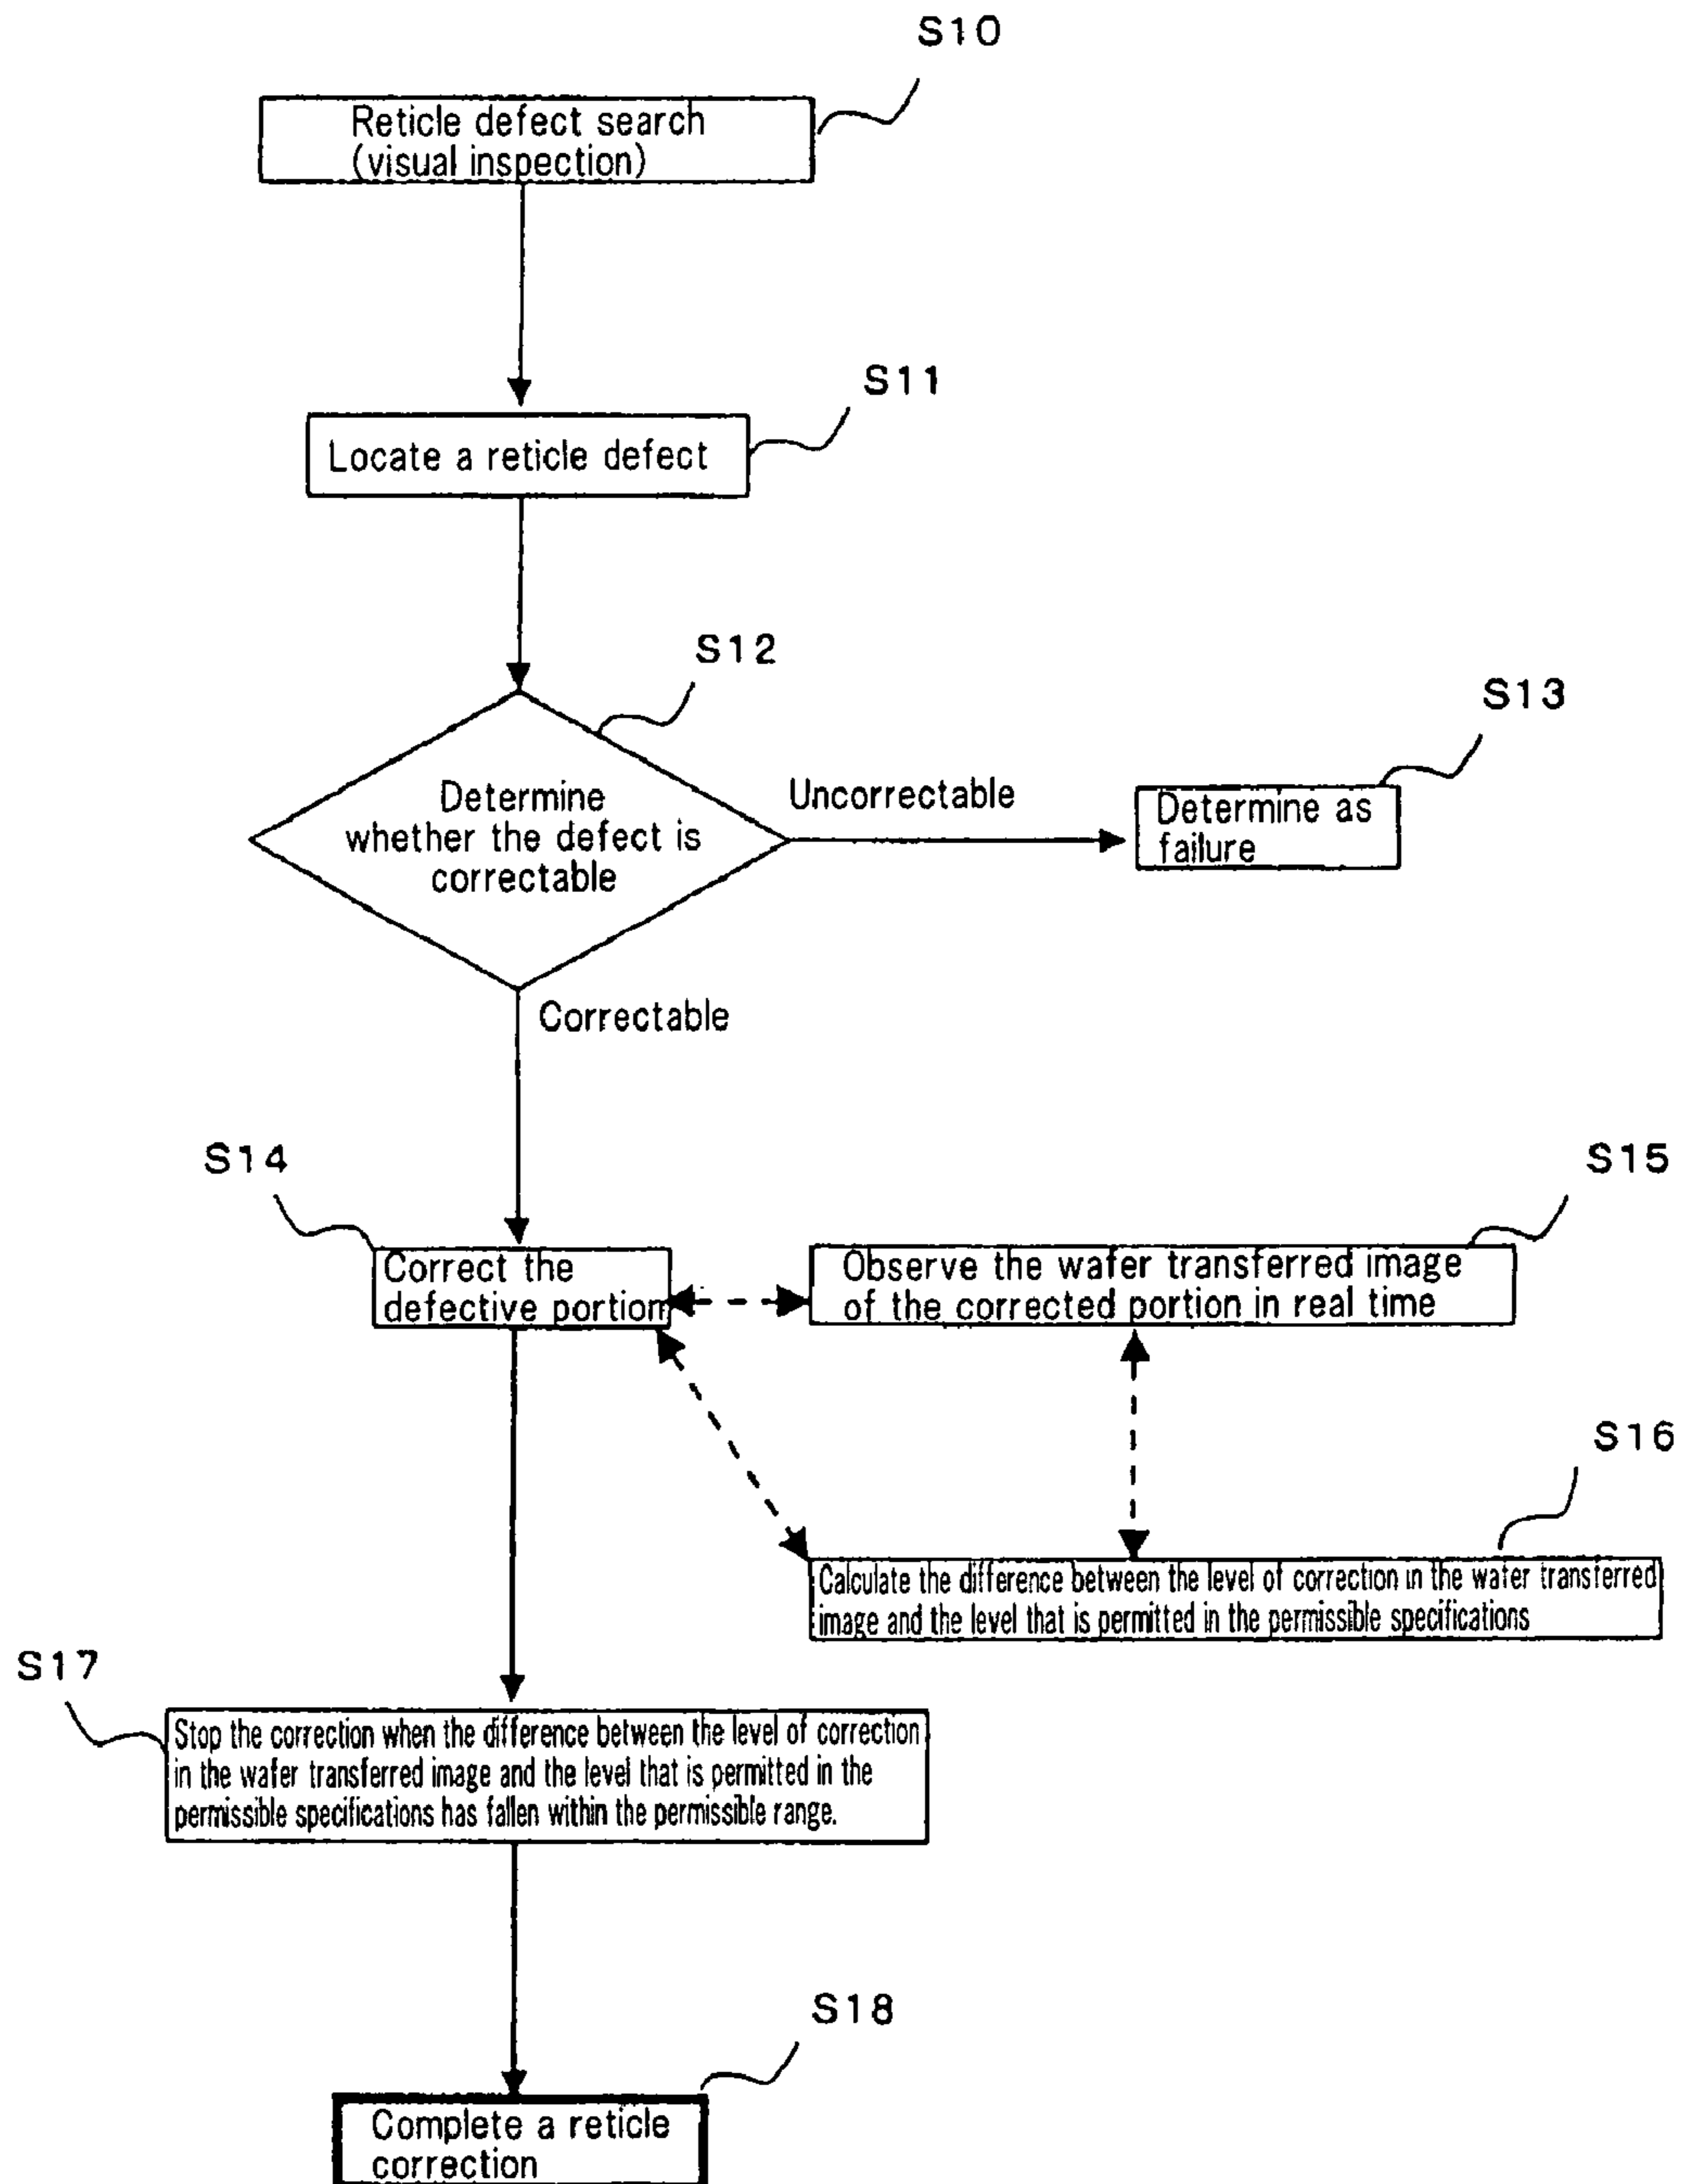 S10
Reticle defect search
(visual inspection)
S11
Locate a reticle defect
S12
Determine
whether the defect is
correctable
Uncorrectable
S13
Determine as
failure
Correctable
S14
Correct the
defective portion
S15
Observe the wafer transferred image
of the corrected portion in real time
S16
Calculate the difference between the level of correction in the wafer transferred
image and the level that is permitted in the permissible specifications
S17
Stop the correction when the difference between the level of correction
in the wafer transferred image and the level that is permitted in the
permissible specifications has fallen within the permissible range.
S18
Complete a reticle
correction